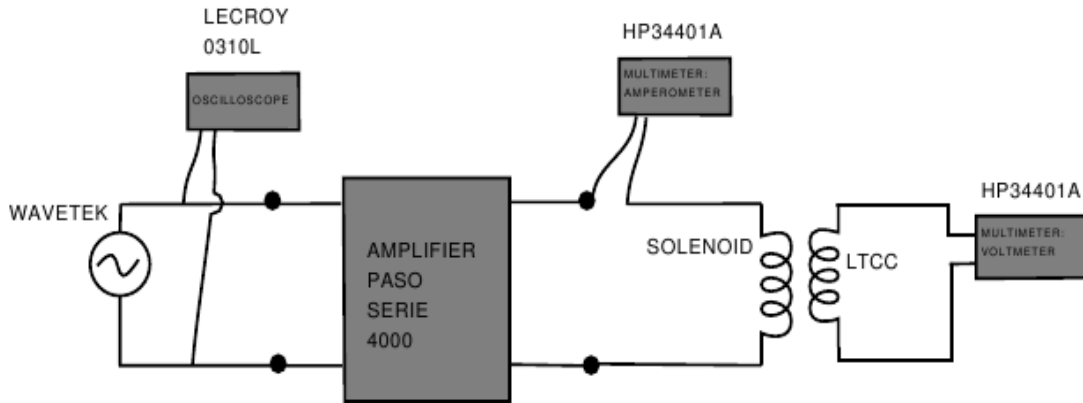 LECROY
0310L
OSCILLOSCOPE
HP34401A
MULTIMETER:
AMPEROMETER
WAVETEK
AMPLIFIER
PASO
SERIE
4000
SOLENOID
LTCC
HP34401A
MULTIMETER:
VOLTMETER